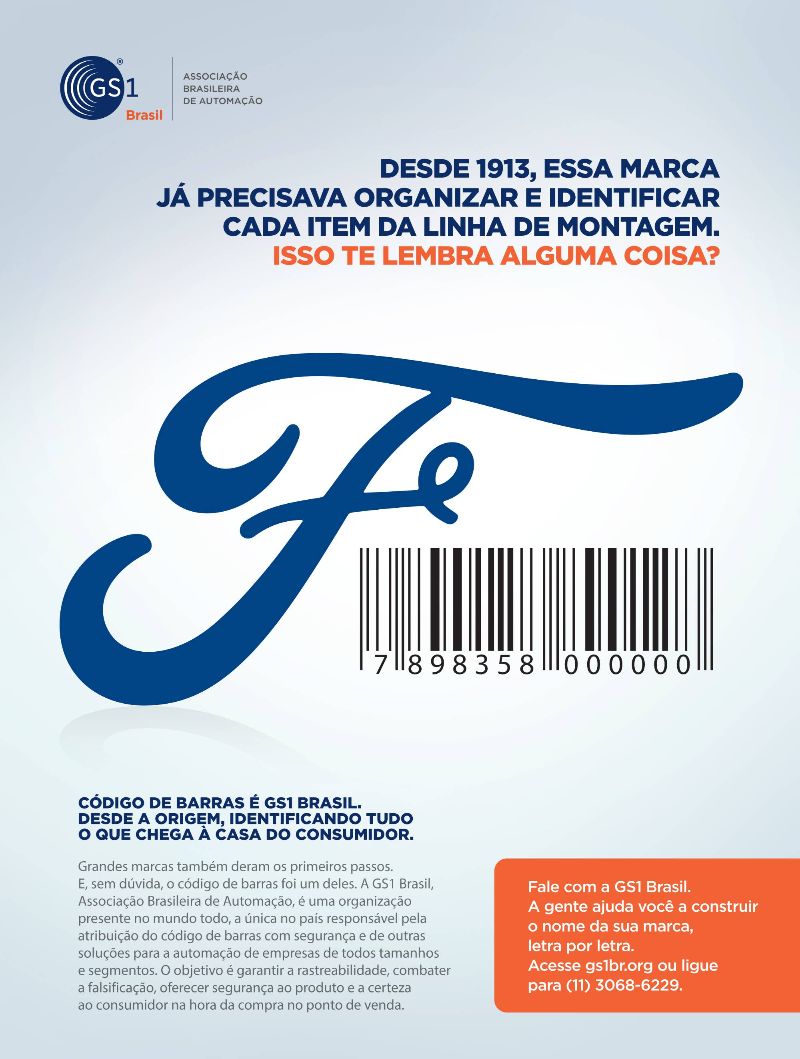 GS1
Brasil
ASSOCIAÇÃO
BRASILEIRA
DE AUTOMAÇÃO
DESDE 1913, ESSA MARCA
JÁ PRECISAVA ORGANIZAR E IDENTIFICAR
CADA ITEM DA LINHA DE MONTAGEM.
ISSO TE LEMBRA ALGUMA COISA?
Fe
7 898358 000000
CÓDIGO DE BARRAS É GS1 BRASIL.
DESDE A ORIGEM, IDENTIFICANDO TUDO
O QUE CHEGA À CASA DO CONSUMIDOR.
Grandes marcas também deram os primeiros passos.
E, sem dúvida, o código de barras foi um deles. A GS1 Brasil,
Associação Brasileira de Automação, é uma organização
presente no mundo todo, a única no país responsável pela
atribuição do código de barras com segurança e de outras
soluções para a automação de empresas de todos tamanhos
e segmentos. O objetivo é garantir a rastreabilidade, combater
a falsificação, oferecer segurança ao produto e a certeza
ao consumidor na hora da compra no ponto de venda.
Fale com a GS1 Brasil.
A gente ajuda você a construir
o nome da sua marca,
letra por letra.
Acesse gs1br.org ou ligue
para (11) 3068-6229.